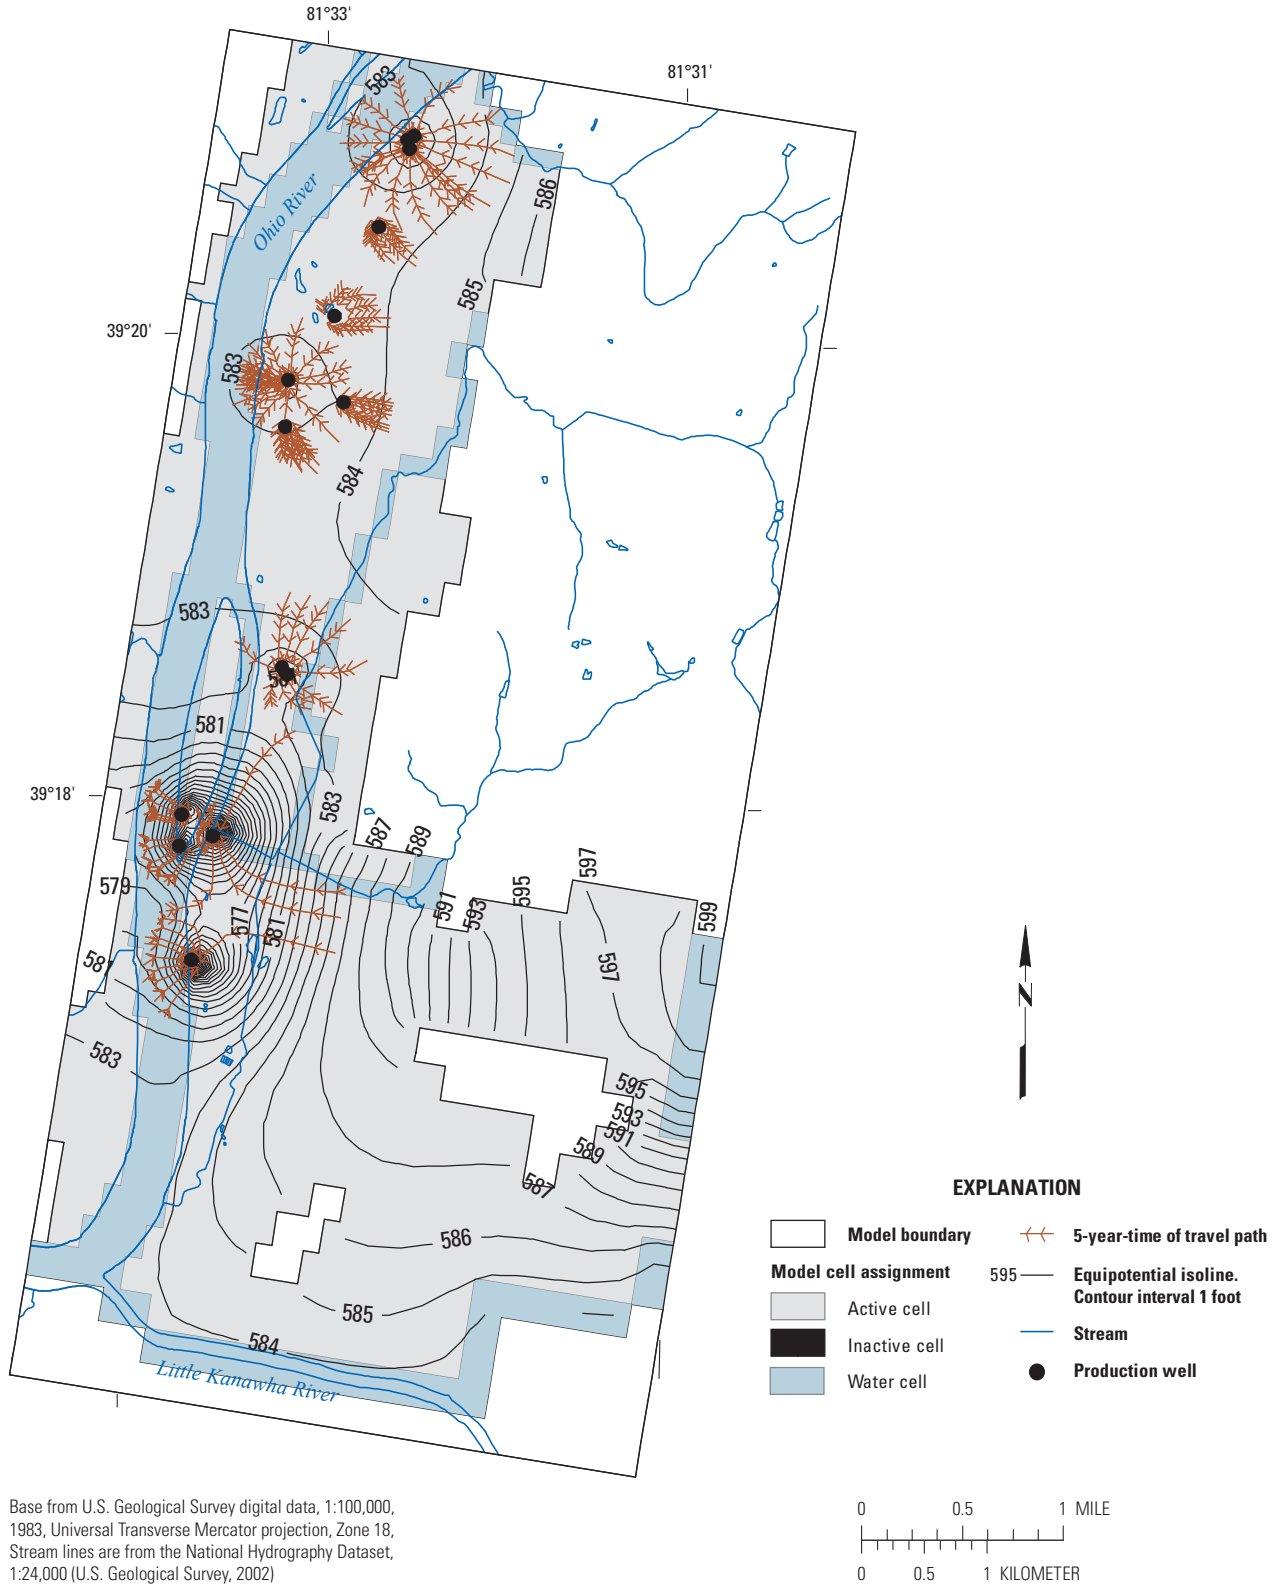 81°33'
81°31'
583
586
Ohio River
585
39°20'
583
584
583
581
39°18'
583
587
589
597
579
591
593
595
599
577
581
581
597
583
595
593
591
589
587
586
585
584
Little Kanawha River
N
EXPLANATION
Model boundary
Model cell assignment
Active cell
Inactive cell
Water cell
5-year-time of travel path
595
Equipotential isoline.
Contour interval 1 foot
Stream
Production well
Base from U.S. Geological Survey digital data, 1:100,000,
1983, Universal Transverse Mercator projection, Zone 18,
Stream lines are from the National Hydrography Dataset,
1:24,000 (U.S. Geological Survey, 2002)
0 0.5 1 MILE
0 0.5 1 KILOMETER